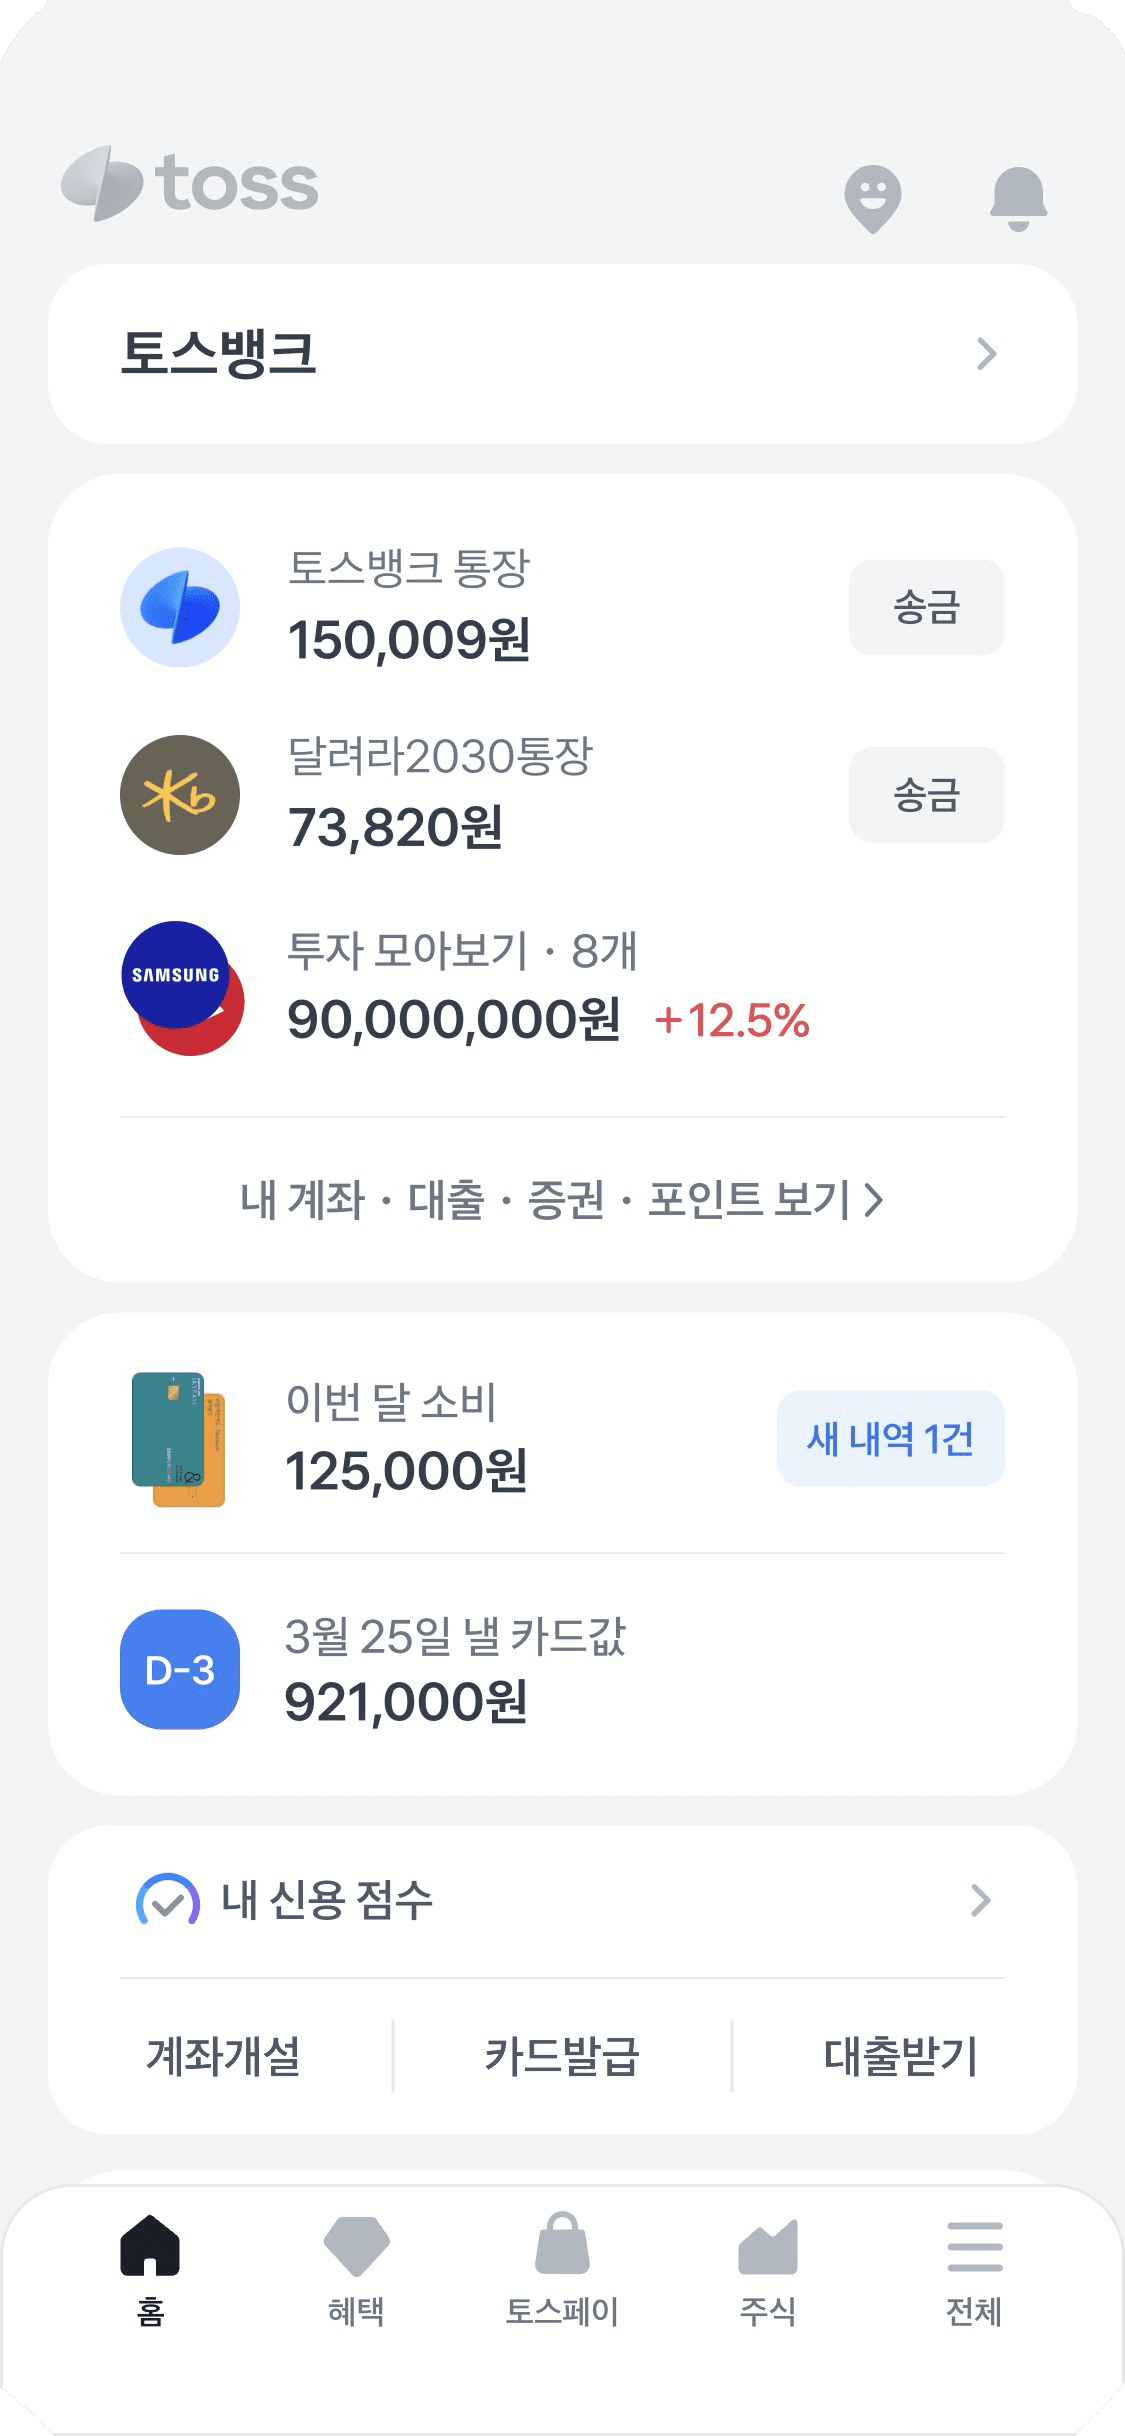 toss
토스뱅크
토스뱅크 통장
150,009원
송금
달려라2030통장
73,820원
송금
SAMSUNG
투자 모아보기 · 8개
90,000,000원 +12.5%
내 계좌 · 대출 · 증권 · 포인트 보기
이번 달 소비
125,000원
새 내역 1건
D-3
3월 25일 낼 카드값
921,000원
내 신용 점수
계좌개설 카드발급 대출받기
홈 혜택 토스페이 주식 전체